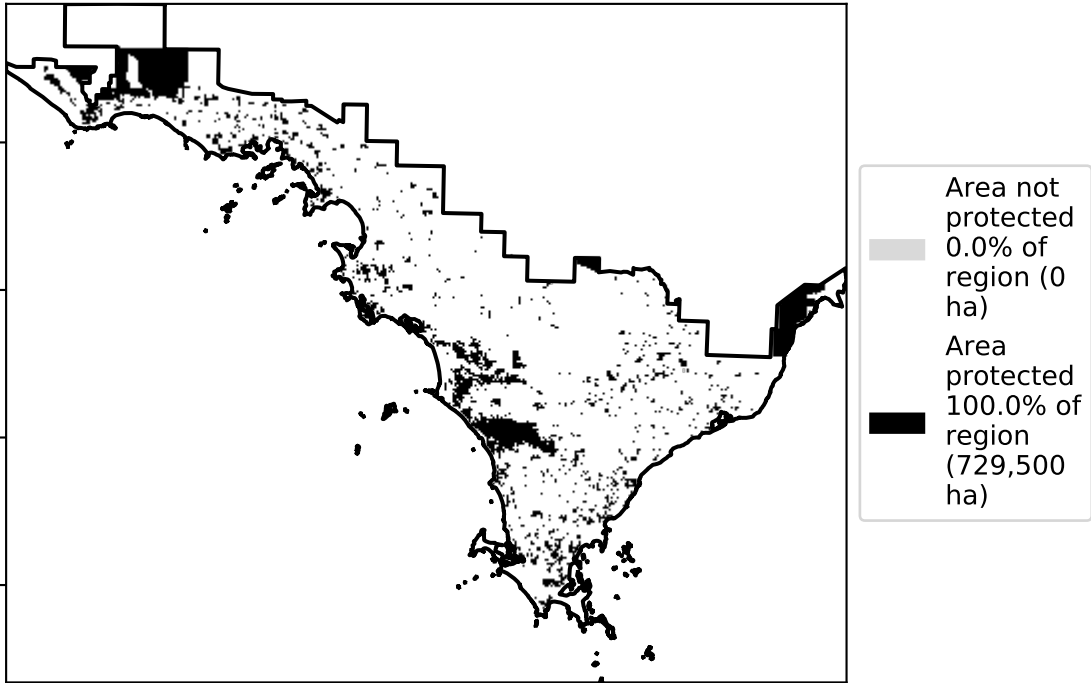 Area not
protected
0.0% of
region (0
ha)
Area
protected
100.0% of
region
(729,500
ha)